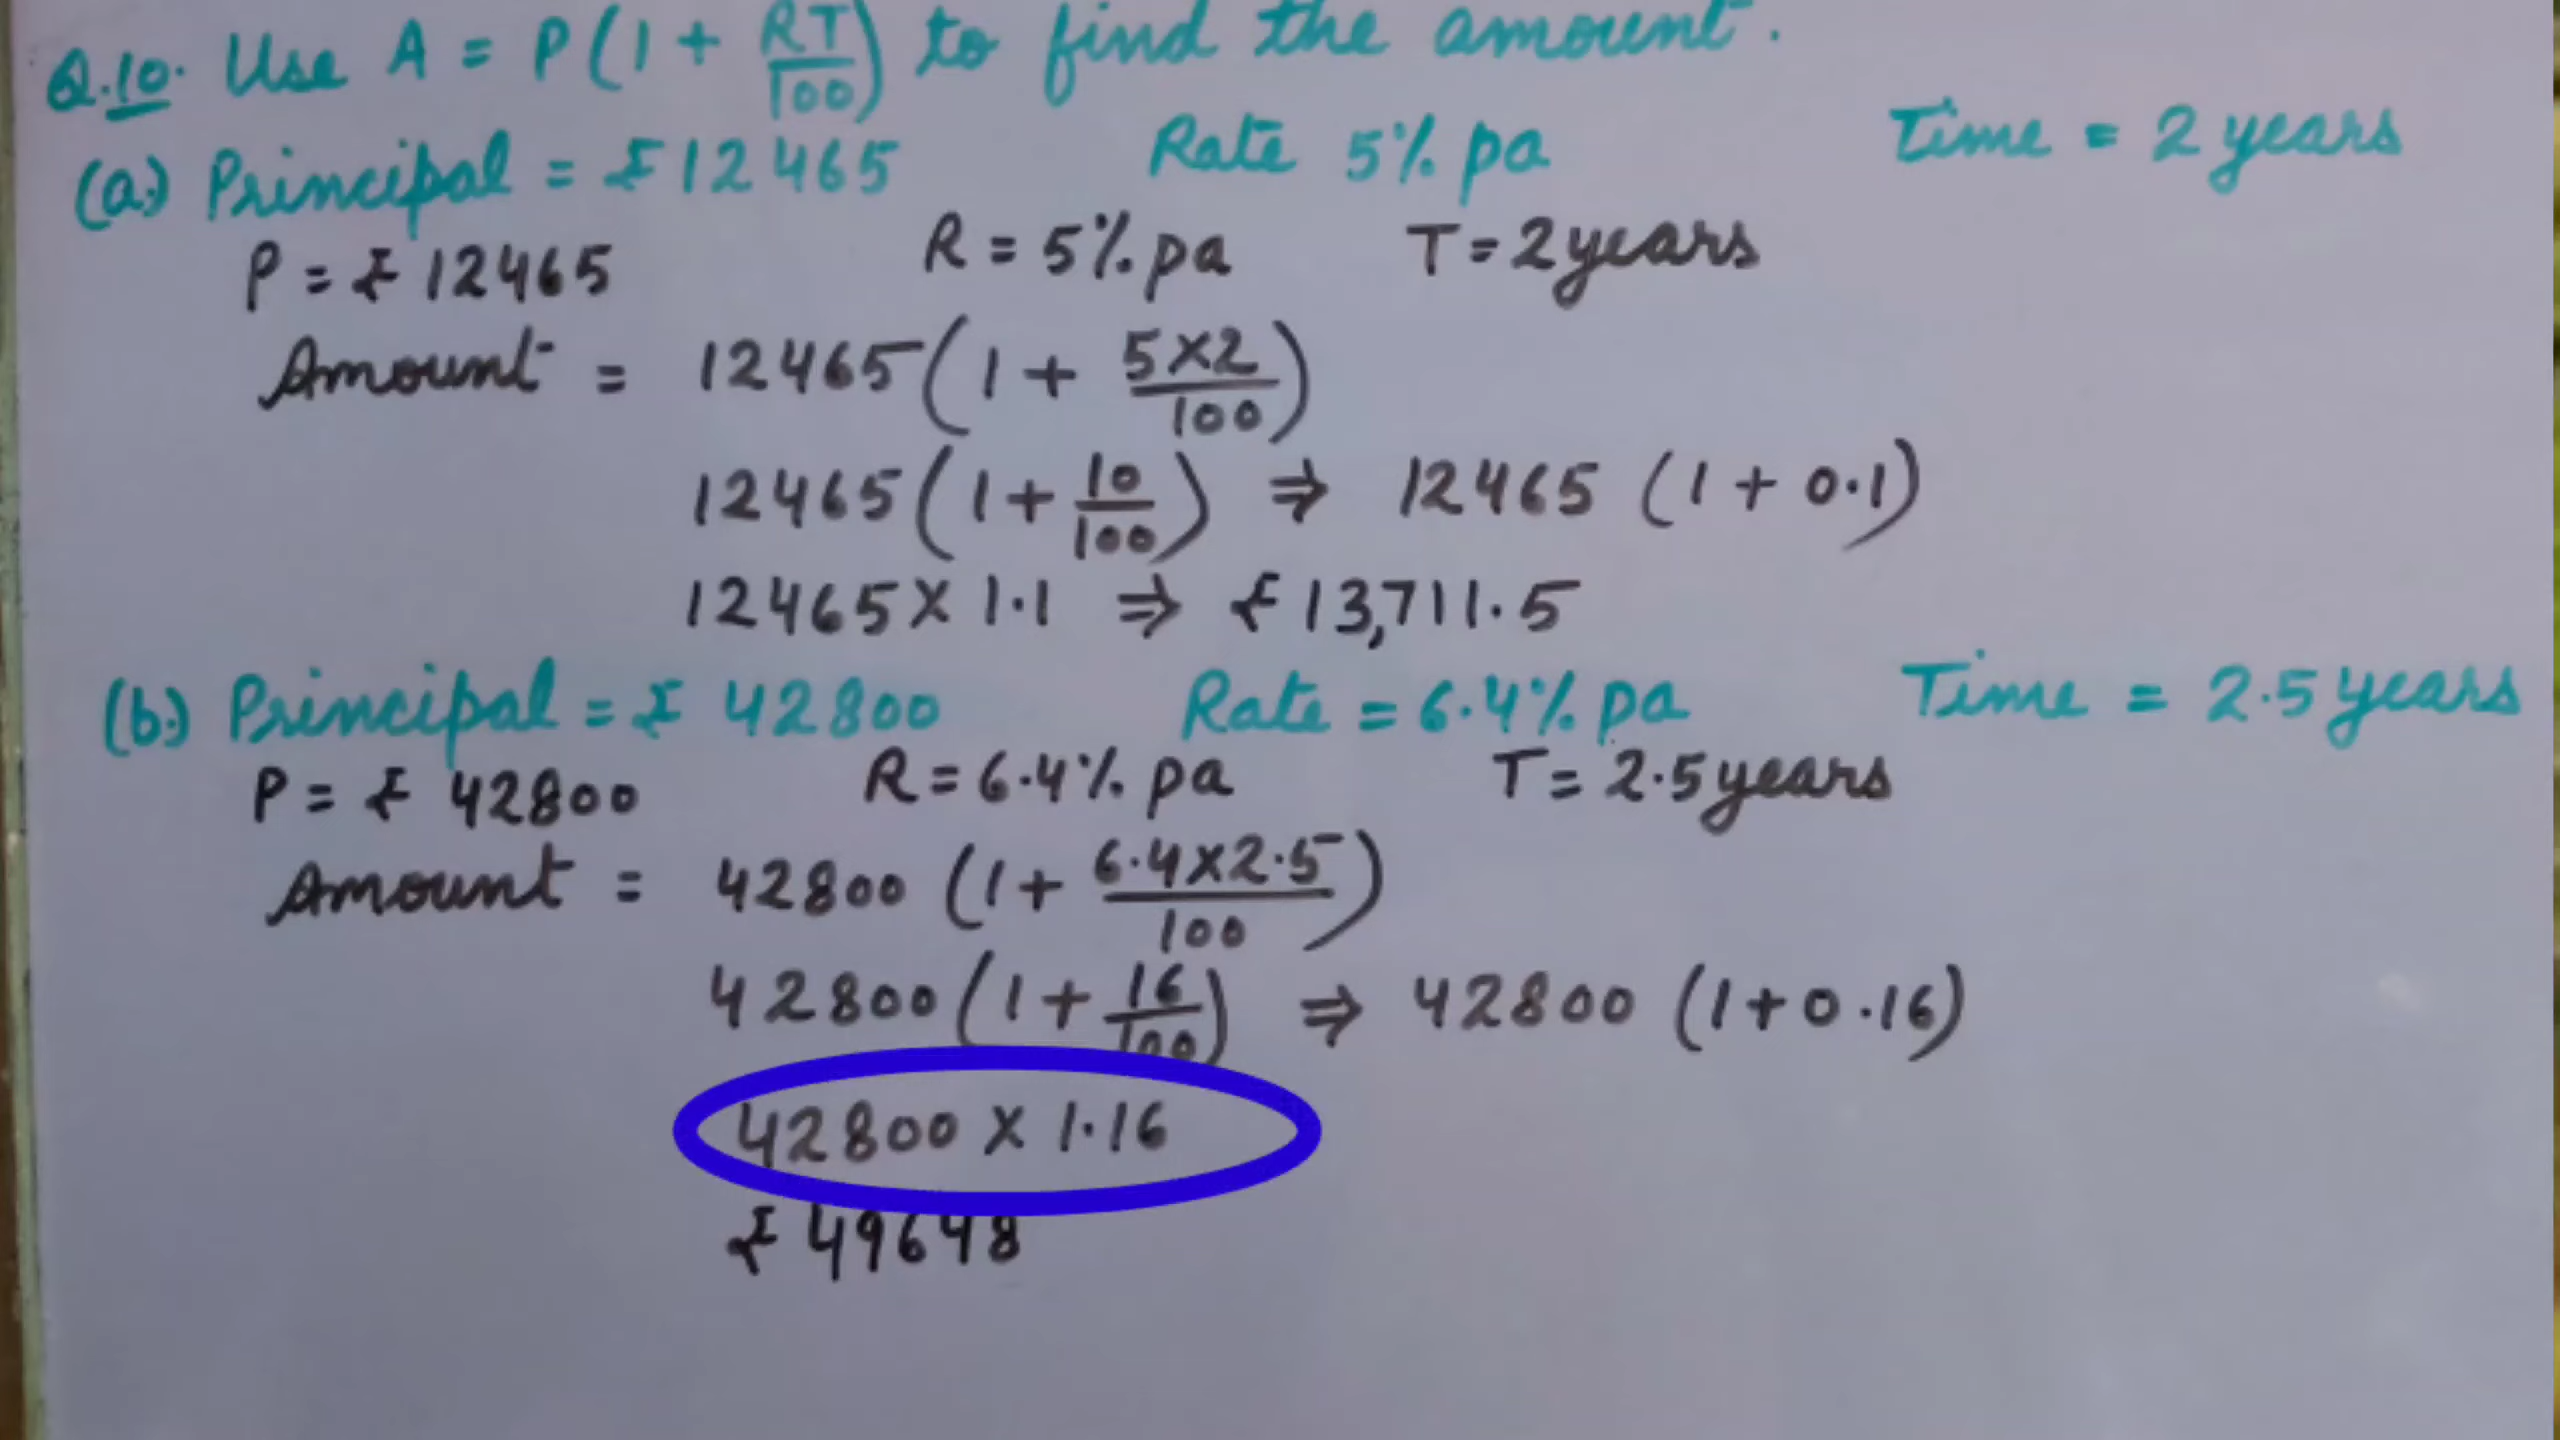 Q.10. Use A = P(1 + RT/100) to find the amount.
(a.) Principal = ₹ 12465 Rate 5% pa Time = 2 years
P = ₹ 12465 R = 5% pa T = 2 years
Amount = 12465 (1 + 5×2/100)
12465 (1 + 10/100) ⇒ 12465 (1 + 0.1)
12465 × 1.1 ⇒ ₹ 13,711.5
(b.) Principal = ₹ 42800 Rate = 6.4% pa Time = 2.5 years
P = ₹ 42800 R = 6.4% pa T = 2.5 years
Amount = 42800 (1 + 6.4×2.5/100)
42800 (1 + 16/100) ⇒ 42800 (1 + 0.16)
42800 × 1.16
₹ 49648